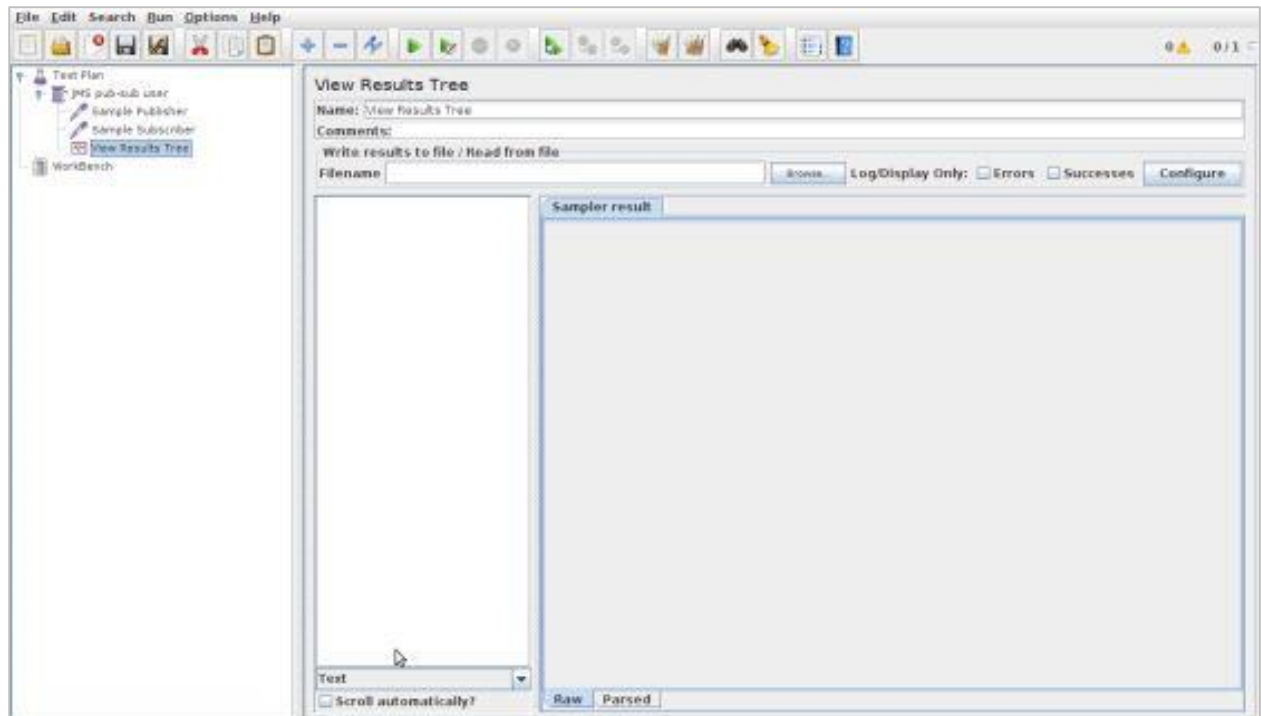 File Edit Search Run Options Help
0 0/1
Test Plan
JMS pub-sub user
Sample Publisher
Sample Subscriber
View Results Tree
WorkBench
View Results Tree
Name: View Results Tree
Comments:
Write results to file / Read from file
Filename Browse... Log/Display Only: Errors Successes Configure
Sampler result
Text
Scroll automatically?
Raw Parsed